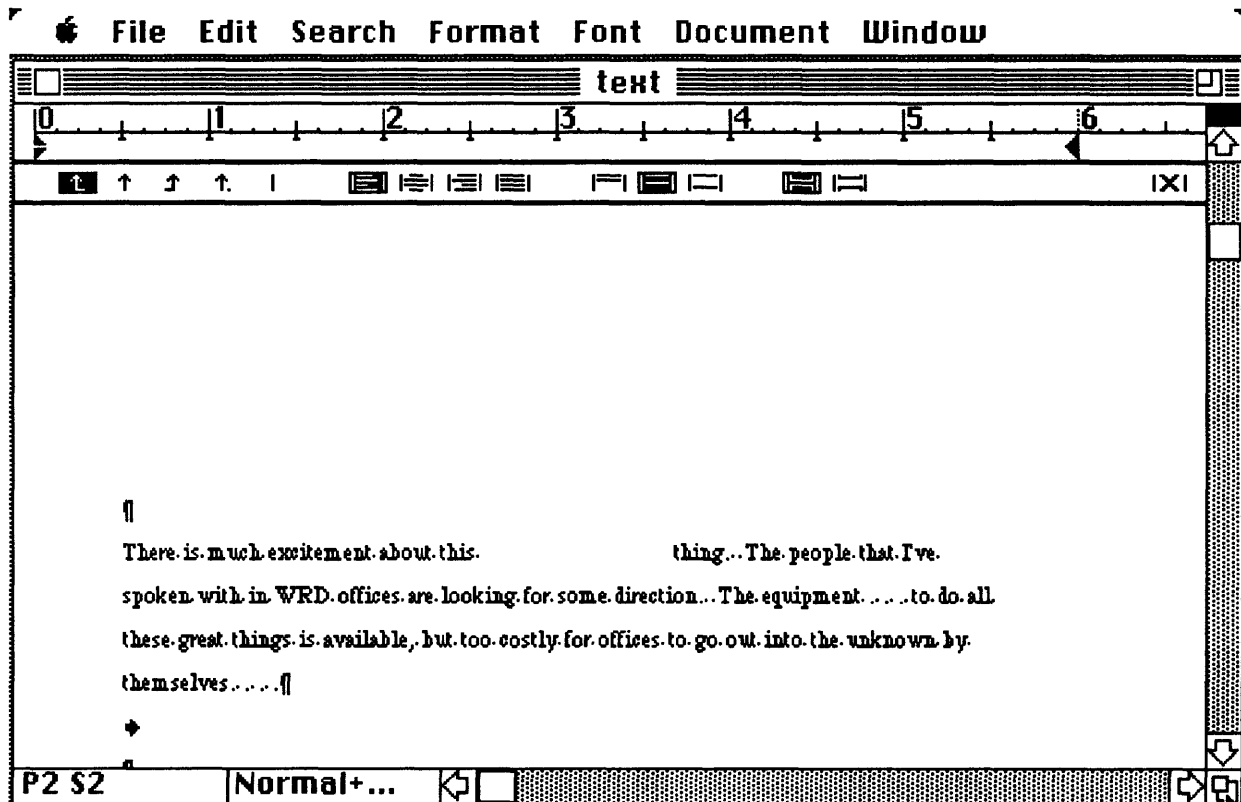 File Edit Search Format Font Document Window
text
0 1 2 3 4 5 6
¶
There is much excitement about this thing... The people that I've
spoken with in WRD offices are looking for some direction... The equipment.....to do all
these great things is available, but too costly for offices to go out into the unknown by
themselves.....¶
P2 S2 Normal+...